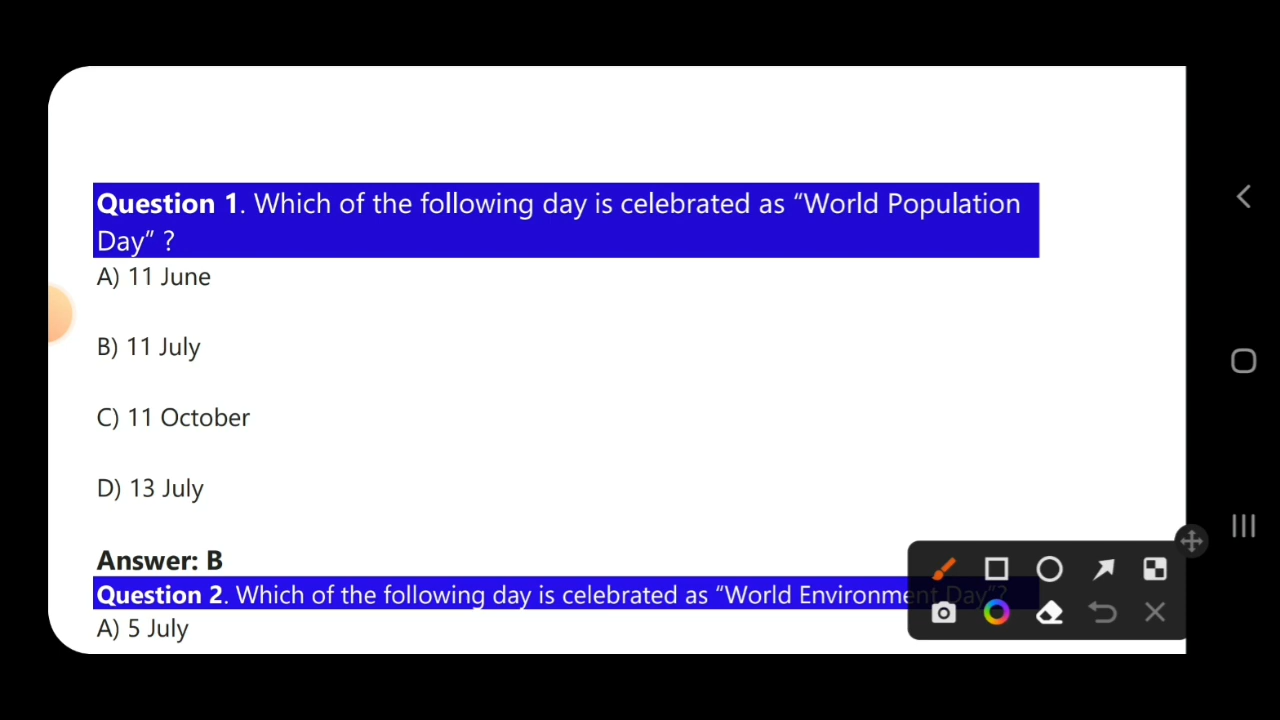 Question 1. Which of the following day is celebrated as “World Population
Day” ?
A) 11 June
B) 11 July
C) 11 October
D) 13 July
Answer: B
Question 2. Which of the following day is celebrated as “World Environment Day”?
A) 5 July